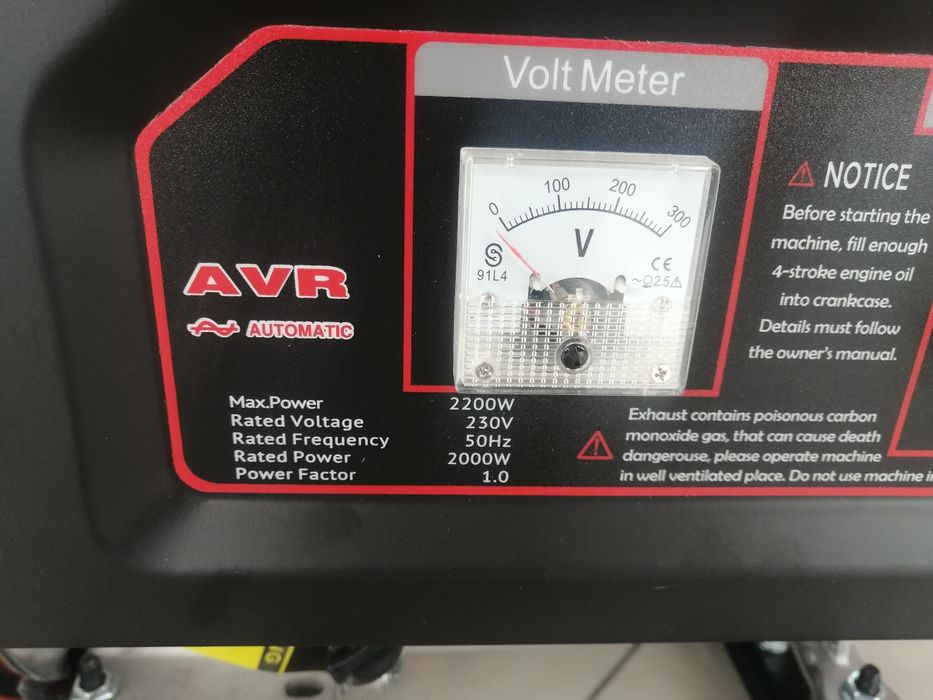 Volt Meter
0 100 200 300
V
S
91L4
CE
~ 2.5
AVR
AUTOMATIC
Max.Power 2200W
Rated Voltage 230V
Rated Frequency 50Hz
Rated Power 2000W
Power Factor 1.0
NOTICE
Before starting the
machine, fill enough
4-stroke engine oil
into crankcase.
Details must follow
the owner's manual.
Exhaust contains poisonous carbon
monoxide gas, that can cause death
dangerouse, please operate machine
in well ventilated place. Do not use machine in